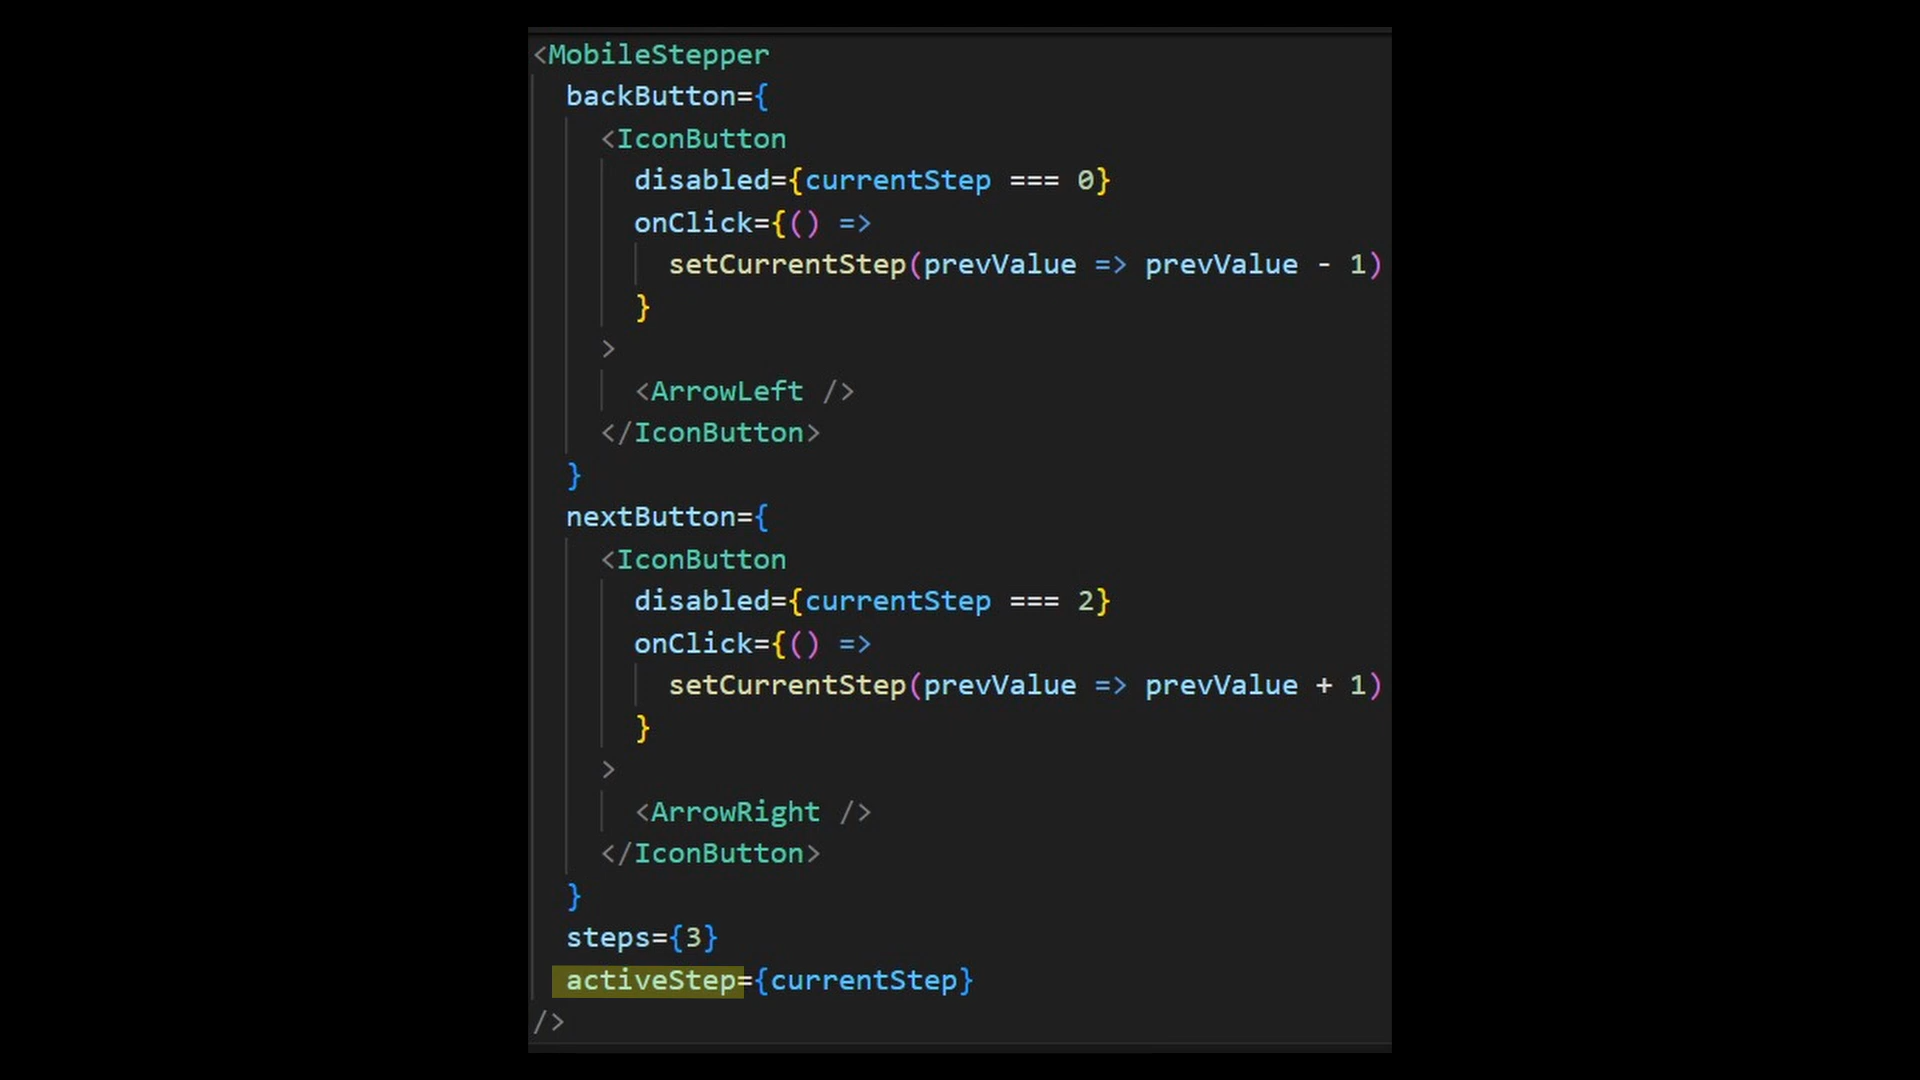 <MobileStepper
backButton={
<IconButton
disabled={currentStep === 0}
onClick={() =>
setCurrentStep(prevValue => prevValue - 1)
}
>
<ArrowLeft />
</IconButton>
}
nextButton={
<IconButton
disabled={currentStep === 2}
onClick={() =>
setCurrentStep(prevValue => prevValue + 1)
}
>
<ArrowRight />
</IconButton>
}
steps={3}
activeStep={currentStep}
/>